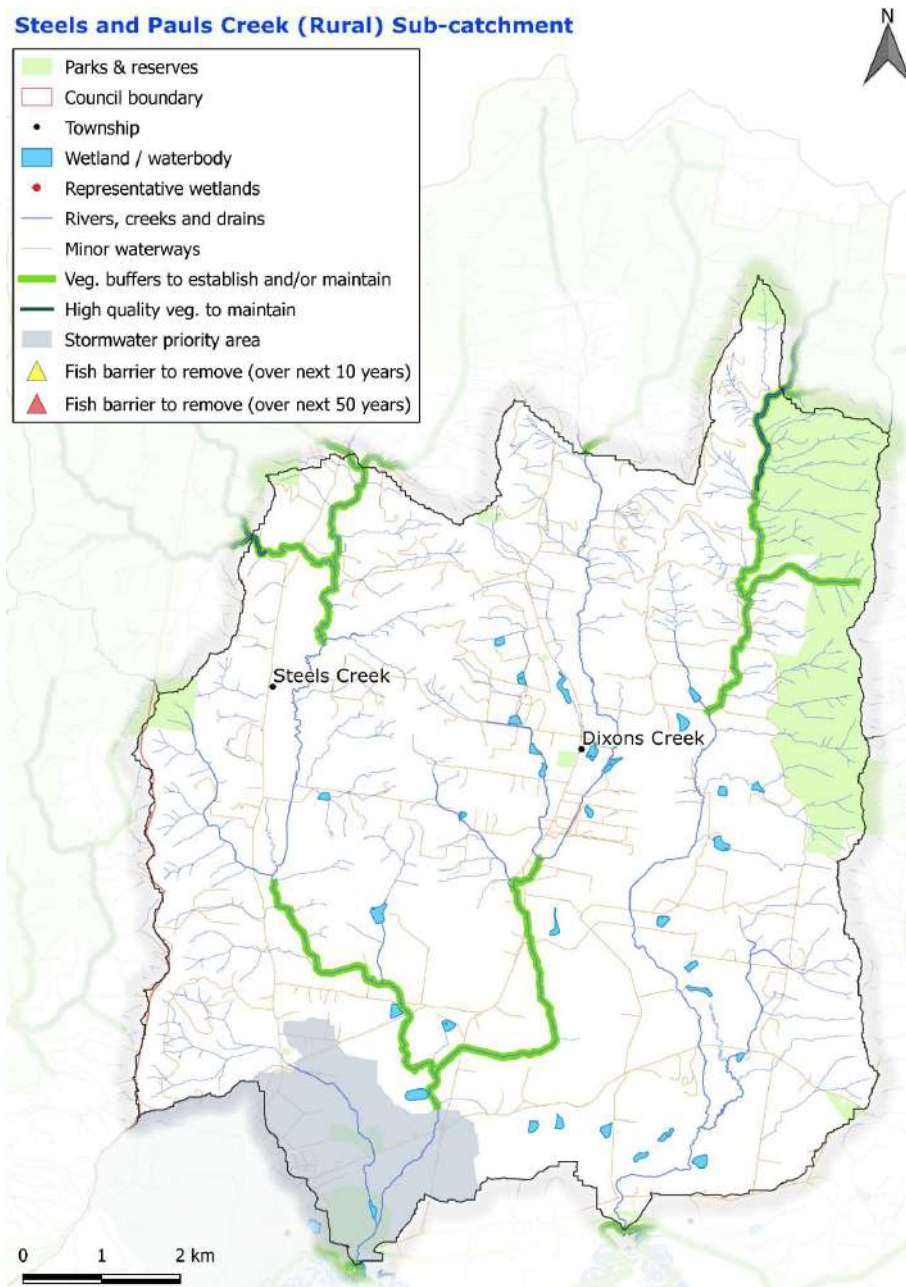 Steels and Pauls Creek (Rural) Sub-catchment
N
Parks & reserves
Council boundary
Township
Wetland / waterbody
Representative wetlands
Rivers, creeks and drains
Minor waterways
Veg. buffers to establish and/or maintain
High quality veg. to maintain
Stormwater priority area
Fish barrier to remove (over next 10 years)
Fish barrier to remove (over next 50 years)
Steels Creek
Dixons Creek
0 1 2 km